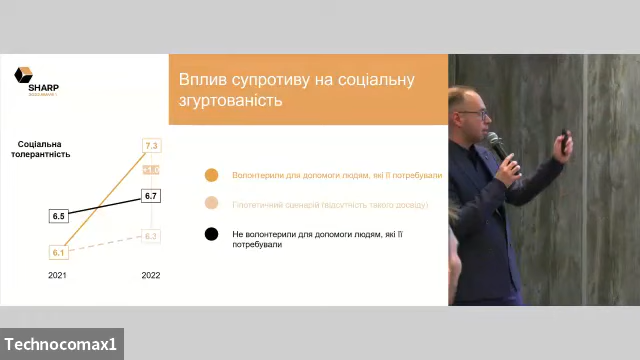 SHARP
Вплив супротиву на соціальну
згуртованість
Соціальна
толерантність
7.3
+1.0
6.7
6.5
6.3
6.1
2021
2022
Волонтерили для допомоги людям, які її потребували
Гіпотетичний сценарій (відсутність такого досвіду)
Не волонтерили для допомоги людям, які її
потребували
Technocomax1